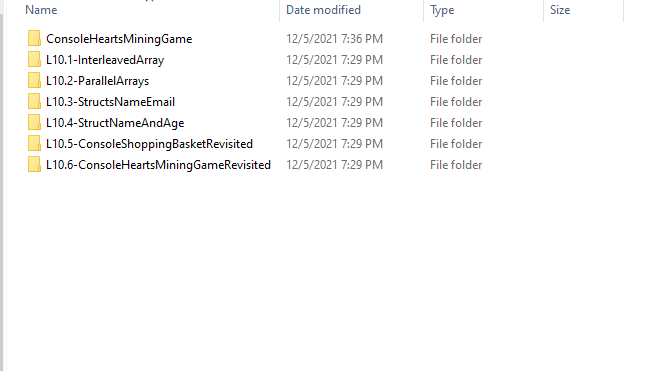 Name Date modified Type Size
ConsoleHeartsMiningGame 12/5/2021 7:36 PM File folder
L10.1-InterleavedArray 12/5/2021 7:29 PM File folder
L10.2-ParallelArrays 12/5/2021 7:29 PM File folder
L10.3-StructsNameEmail 12/5/2021 7:29 PM File folder
L10.4-StructNameAndAge 12/5/2021 7:29 PM File folder
L10.5-ConsoleShoppingBasketRevisited 12/5/2021 7:29 PM File folder
L10.6-ConsoleHeartsMiningGameRevisited 12/5/2021 7:29 PM File folder